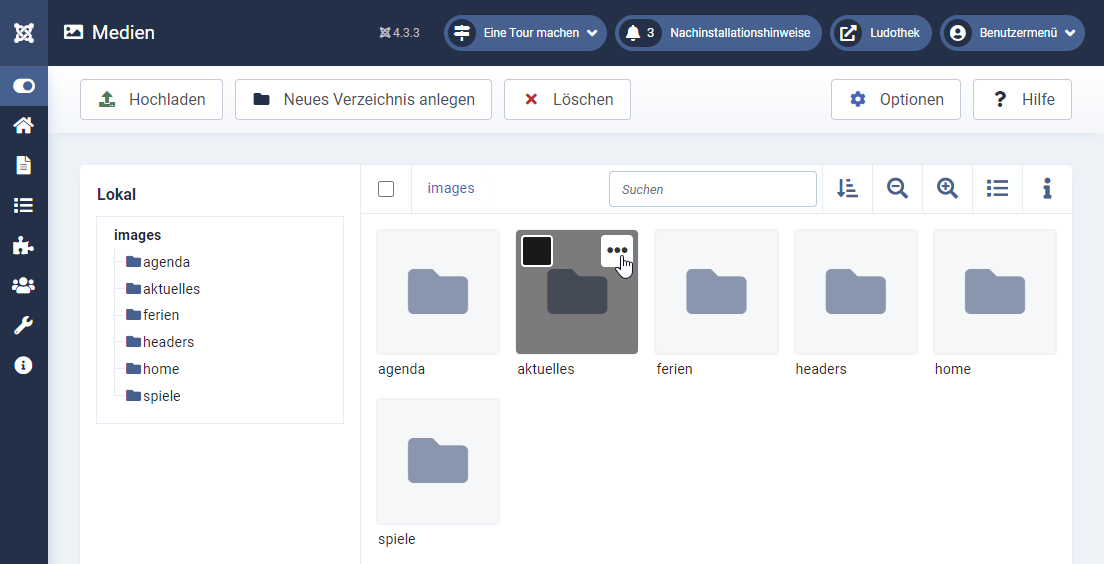 Medien
4.3.3
Eine Tour machen
3 Nachinstallationshinweise
Ludothek
Benutzermenü
Hochladen
Neues Verzeichnis anlegen
Löschen
Optionen
? Hilfe
Lokal
images
agenda
aktuelles
ferien
headers
home
spiele
images
Suchen
agenda
aktuelles
ferien
headers
home
spiele